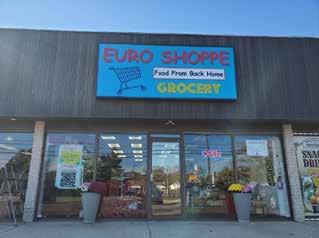 EURO SHOPPE
Food From Back Home
GROCERY
OPEN